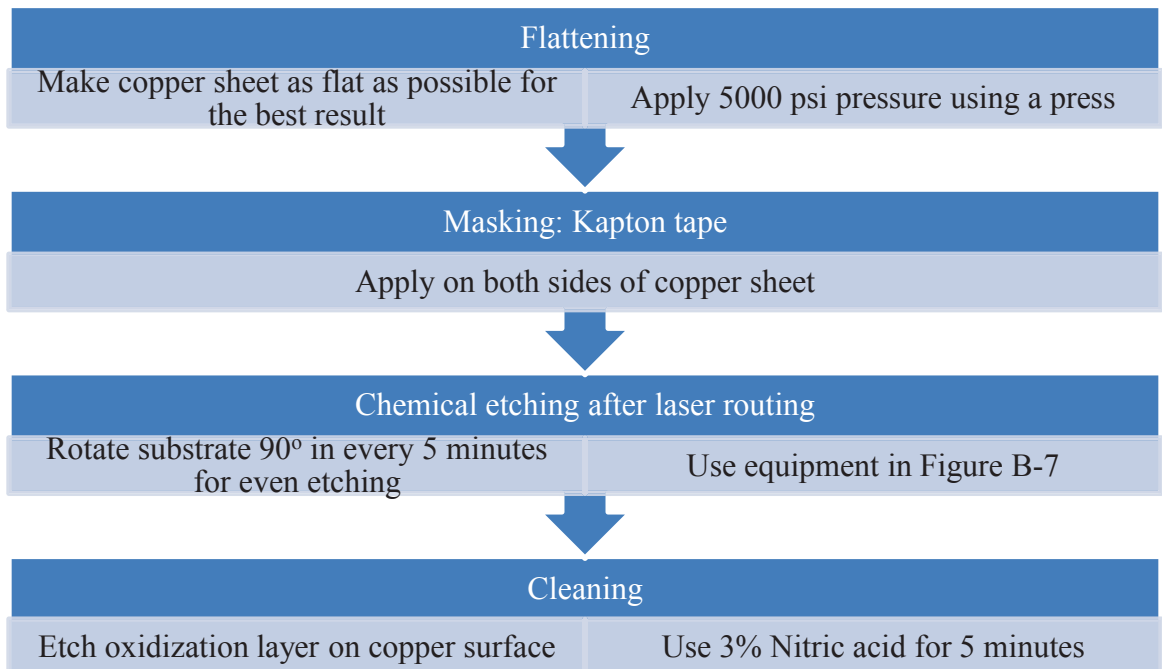 Flattening
Make copper sheet as flat as possible for
the best result
Apply 5000 psi pressure using a press
Masking: Kapton tape
Apply on both sides of copper sheet
Chemical etching after laser routing
Rotate substrate 90° in every 5 minutes
for even etching
Use equipment in Figure B-7
Cleaning
Etch oxidization layer on copper surface
Use 3% Nitric acid for 5 minutes